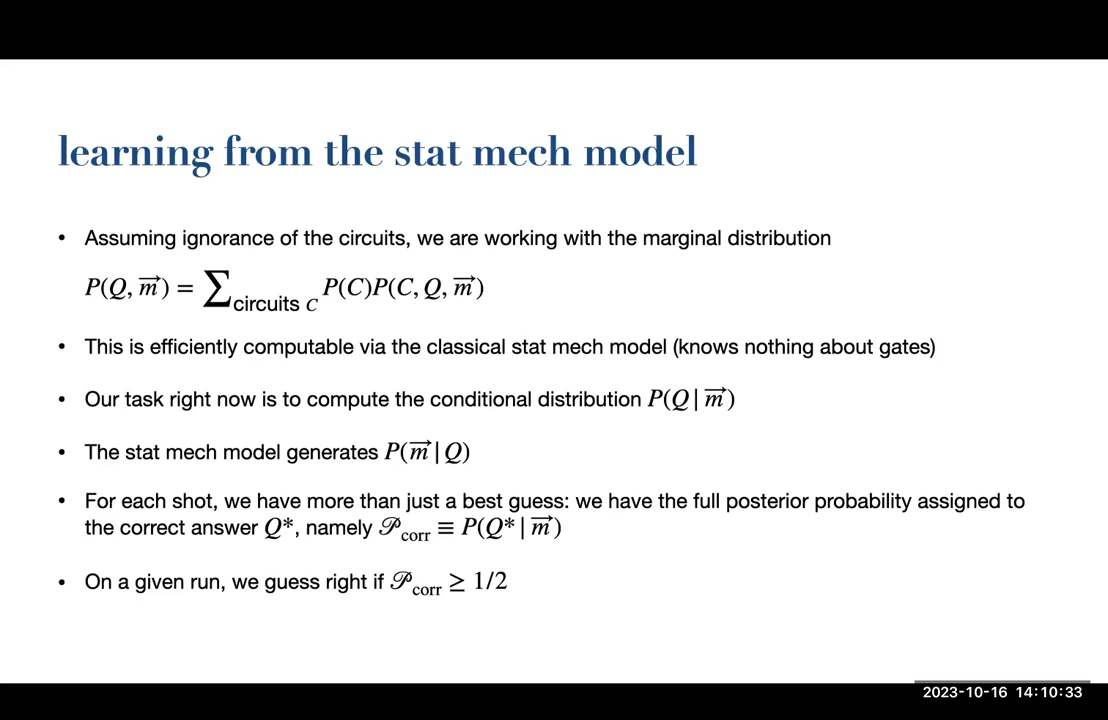 learning from the stat mech model
• Assuming ignorance of the circuits, we are working with the marginal distribution
P(Q, m⃗) = ∑circuits C P(C)P(C, Q, m⃗)
• This is efficiently computable via the classical stat mech model (knows nothing about gates)
• Our task right now is to compute the conditional distribution P(Q | m⃗)
• The stat mech model generates P(m⃗ | Q)
• For each shot, we have more than just a best guess: we have the full posterior probability assigned to
the correct answer Q*, namely 𝒫corr ≡ P(Q* | m⃗)
• On a given run, we guess right if 𝒫corr ≥ 1/2
2023-10-16 14:10:33